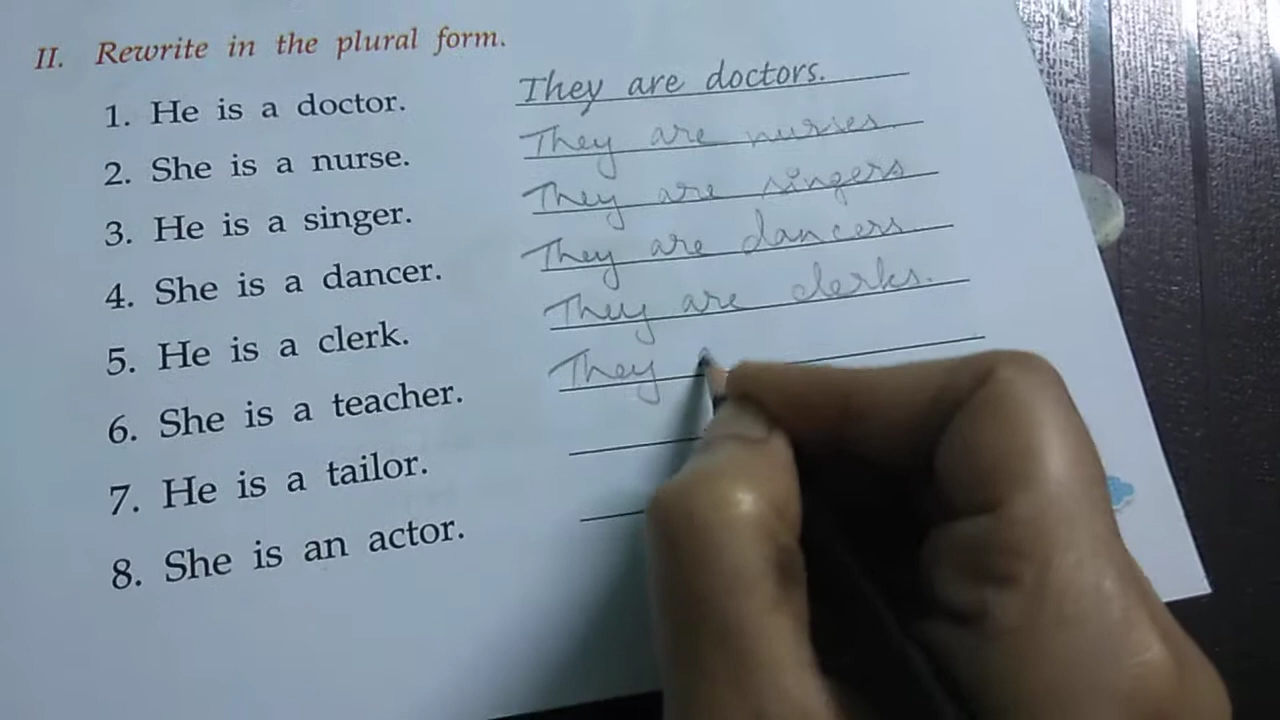 II. Rewrite in the plural form.
1. He is a doctor. They are doctors.
2. She is a nurse. They are nurses.
3. He is a singer. They are singers
4. She is a dancer. They are dancers.
5. He is a clerk. They are clerks.
6. She is a teacher. They
7. He is a tailor.
8. She is an actor.